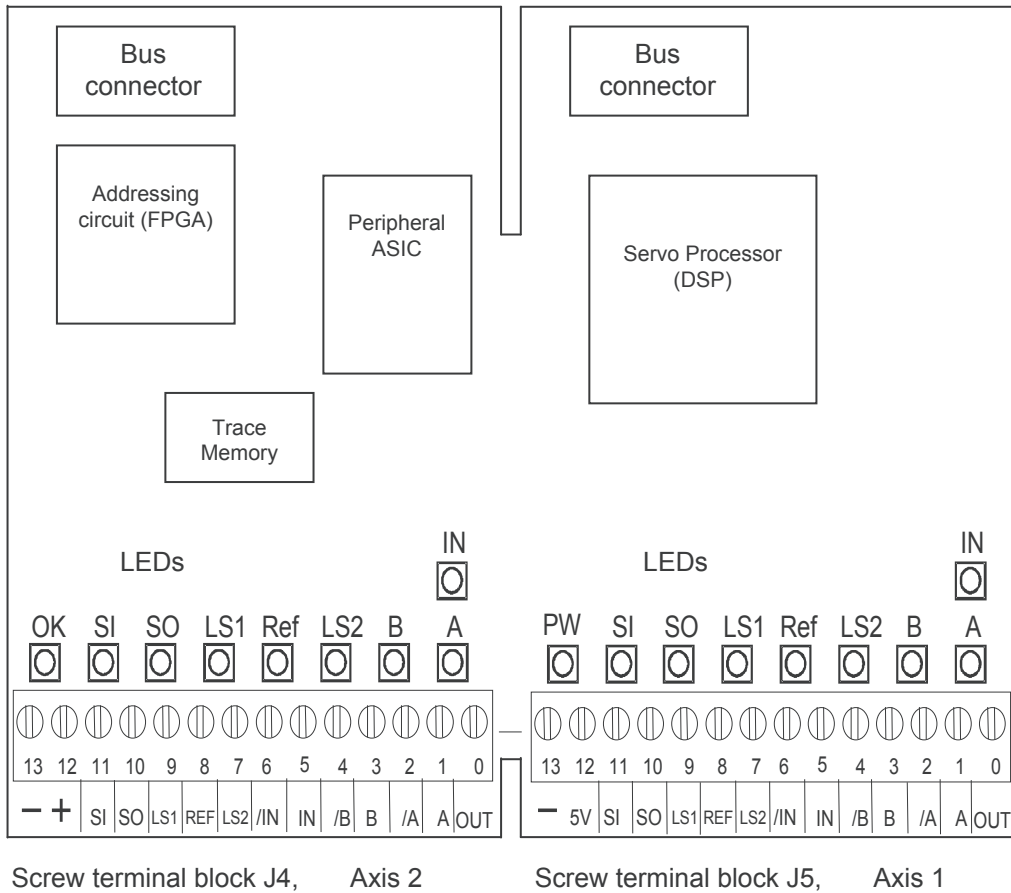 Bus
connector
Bus
connector
Addressing
circuit (FPGA)
Peripheral
ASIC
Servo Processor
(DSP)
Trace
Memory
LEDs
IN
LEDs
IN
OK SI SO LS1 Ref LS2 B A
PW SI SO LS1 Ref LS2 B A
13 12 11 10 9 8 7 6 5 4 3 2 1 0
13 12 11 10 9 8 7 6 5 4 3 2 1 0
− + SI SO LS1 REF LS2 /IN IN /B B /A A OUT
− 5V SI SO LS1 REF LS2 /IN IN /B B /A A OUT
Screw terminal block J4, Axis 2
Screw terminal block J5, Axis 1